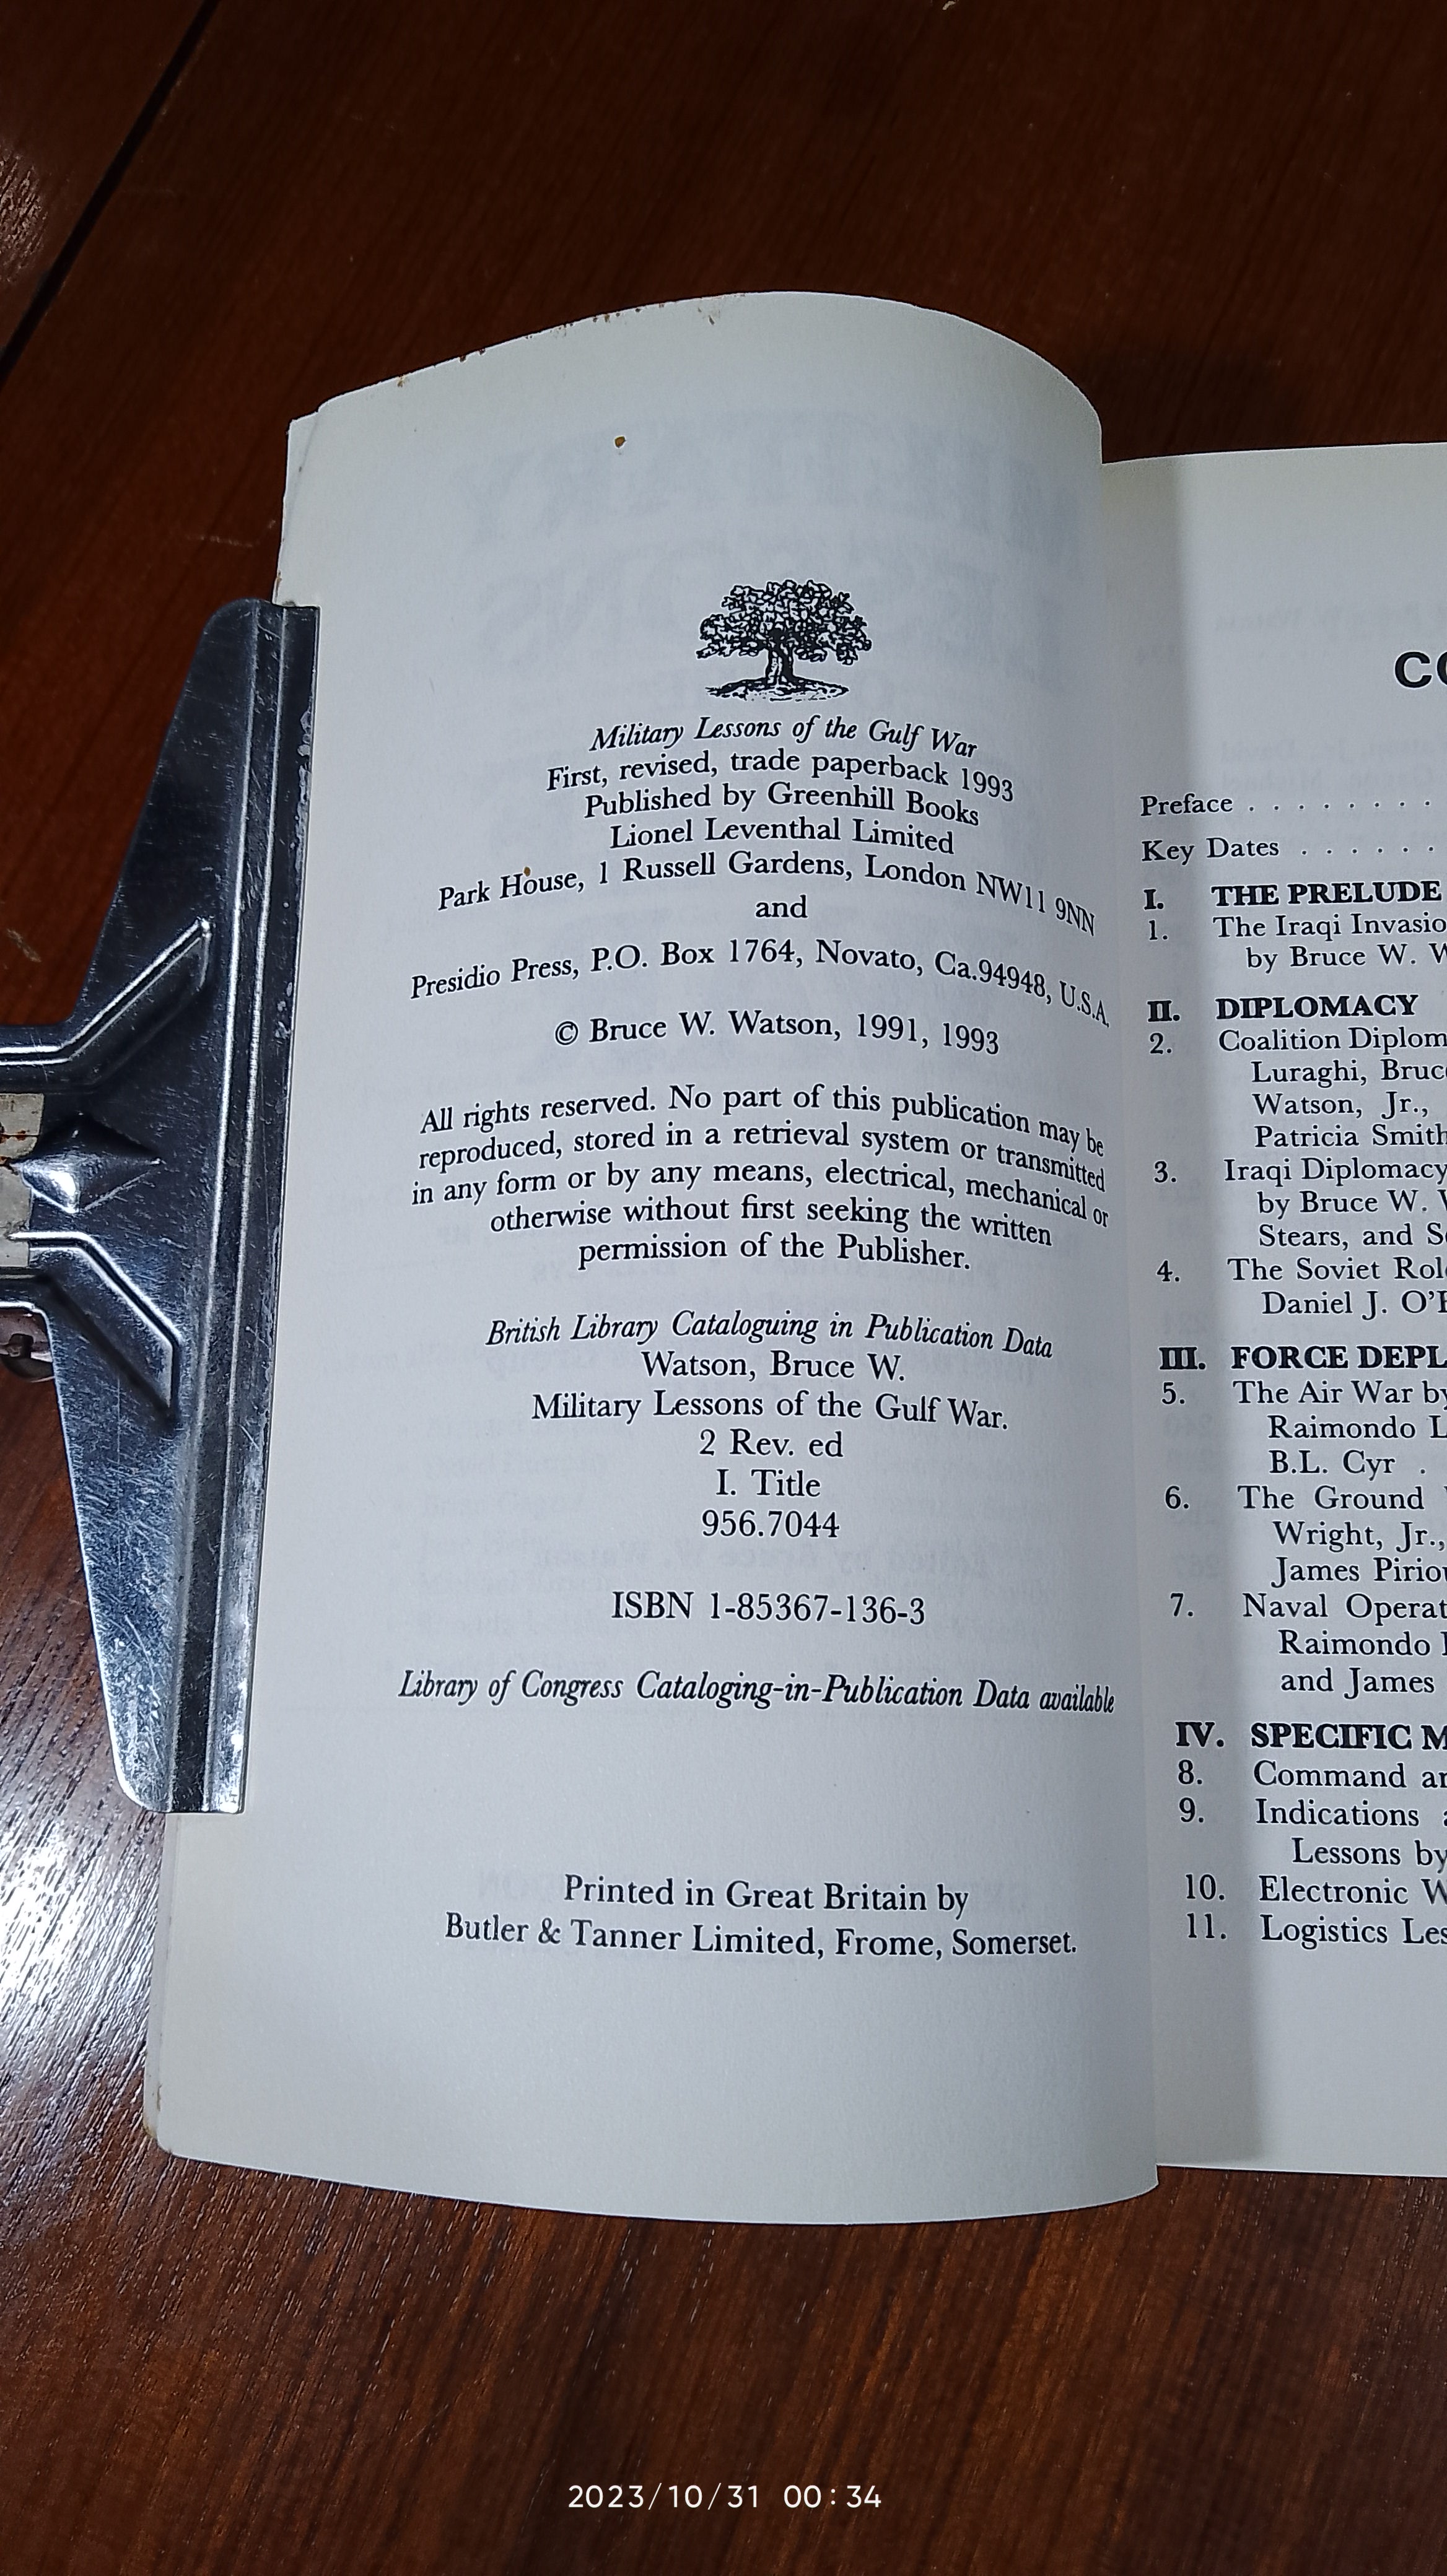 Military Lessons of the Gulf War
First, revised, trade paperback 1993
Published by Greenhill Books
Lionel Leventhal Limited
Park House, 1 Russell Gardens, London NW11 9NN
and
Presidio Press, P.O. Box 1764, Novato, Ca.94948, U.S.A.
© Bruce W. Watson, 1991, 1993
All rights reserved. No part of this publication may be
reproduced, stored in a retrieval system or transmitted
in any form or by any means, electrical, mechanical or
otherwise without first seeking the written
permission of the Publisher.
British Library Cataloguing in Publication Data
Watson, Bruce W.
Military Lessons of the Gulf War.
2 Rev. ed
I. Title
956.7044
ISBN 1-85367-136-3
Library of Congress Cataloging-in-Publication Data available
Printed in Great Britain by
Butler & Tanner Limited, Frome, Somerset.
Preface . . . . . . . .
Key Dates . . . . . .
I. THE PRELUDE
1. The Iraqi
by Bruce W.
II. DIPLOMACY
2. Coalition
Luraghi,
Watson, Jr.,
Patricia Smith
3. Iraqi Diplomacy
by Bruce W.
Stears, and
4. The Soviet
Daniel J.
III. FORCE
5. The Air War by
Raimondo
B.L. Cyr .
6. The Ground
Wright, Jr.,
James
7. Naval
Raimondo
and James
IV. SPECIFIC
8. Command
9. Indications
Lessons by
10. Electronic
11. Logistics
2023/10/31 00:34